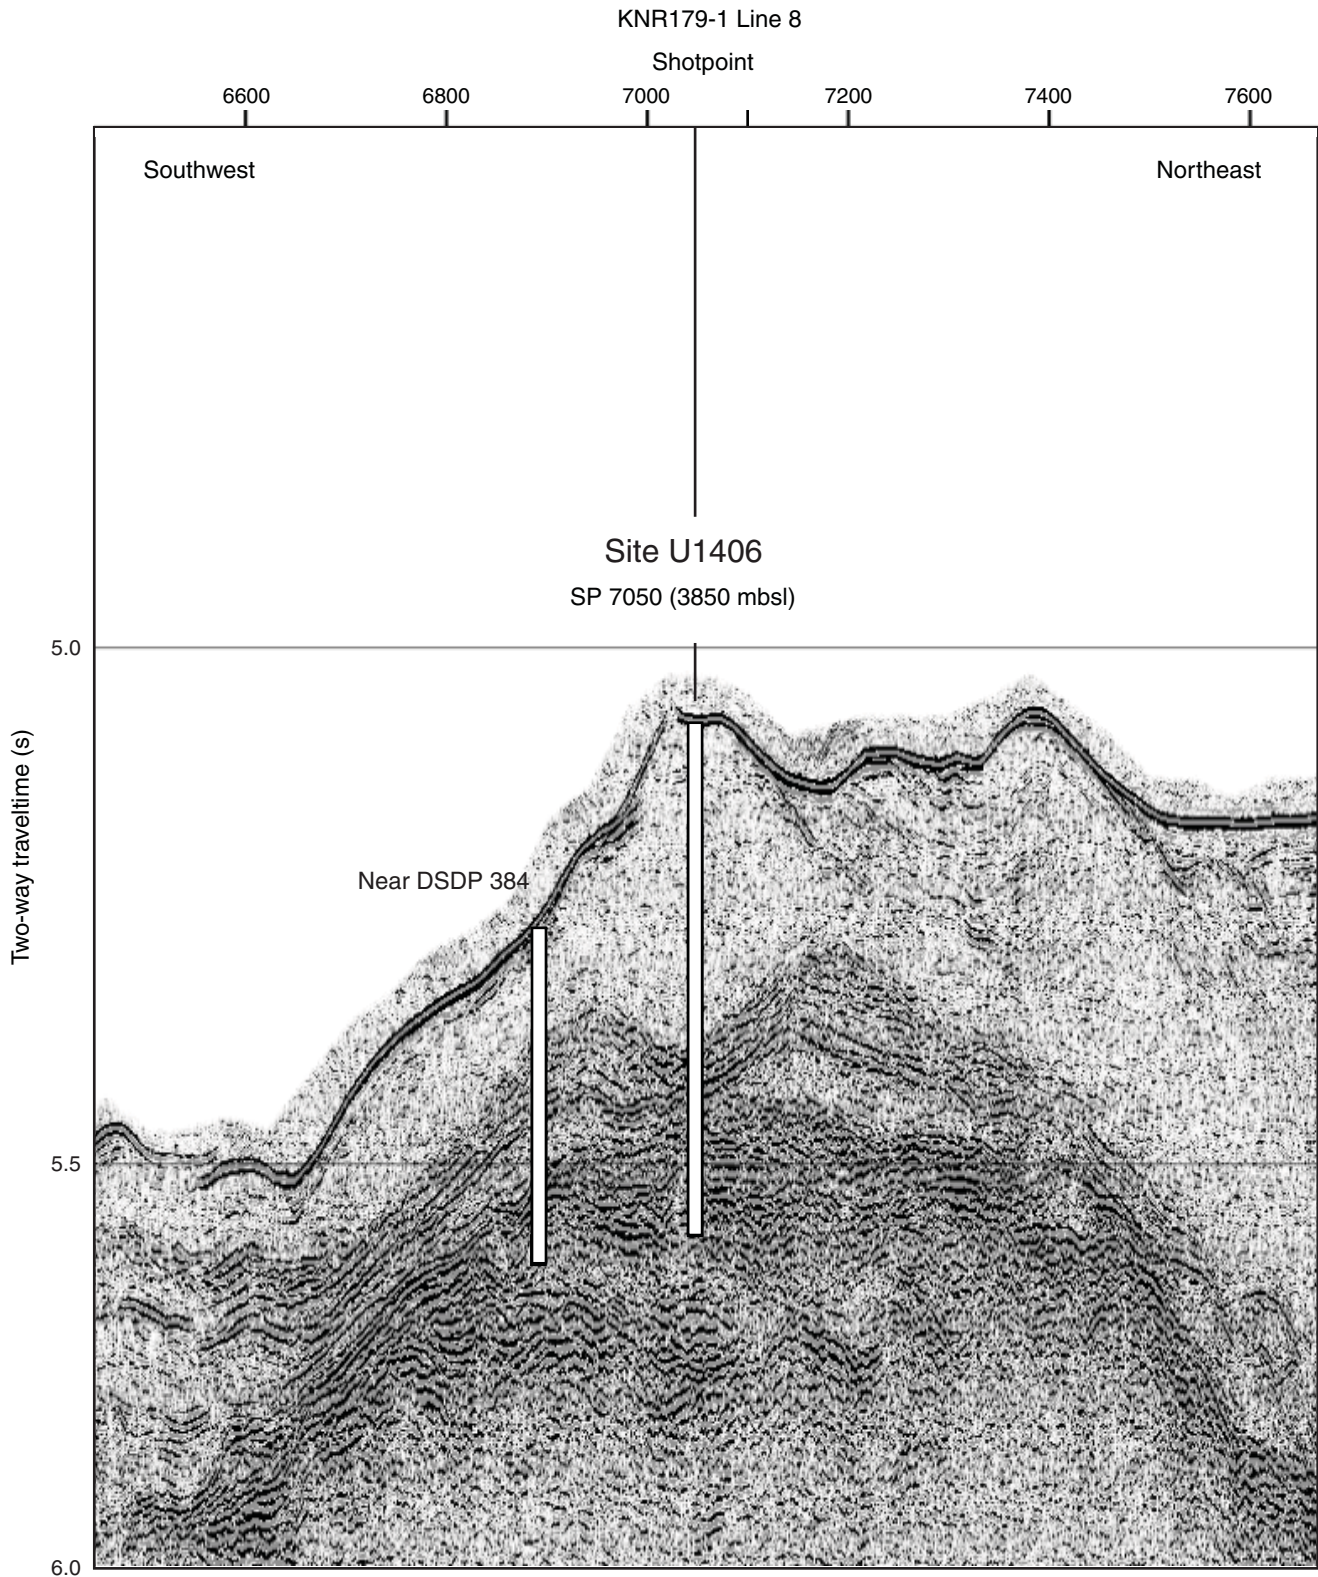 KNR179-1 Line 8
Shotpoint
6600 6800 7000 7200 7400 7600
Southwest Northeast
Site U1406
SP 7050 (3850 mbsl)
5.0
Near DSDP 384
Two-way traveltime (s)
5.5
6.0